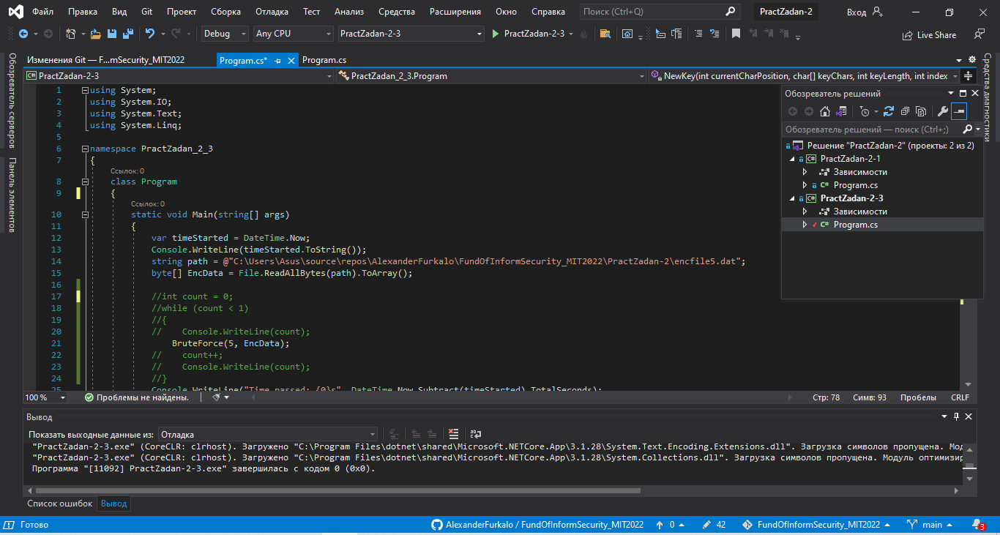 Файл Правка Вид Git Проект Сборка Отладка Тест Анализ Средства Расширения Окно Справка Поиск (Ctrl+Q) PractZadan-2 Вход
Debug Any CPU PractZadan-2-3 PractZadan-2-3 Live Share
Обозреватель серверов
Панель элементов
Изменения Git — F...mSecurity_MIT2022 Program.cs* Program.cs
PractZadan-2-3 PractZadan_2_3.Program NewKey(int currentCharPosition, char[] keyChars, int keyLength, int index
1 using System;
2 using System.IO;
3 using System.Text;
4 using System.Linq;
5
6 namespace PractZadan_2_3
7 {
Ссылок: 0
8 class Program
9 {
Ссылок: 0
10 static void Main(string[] args)
11 {
12 var timeStarted = DateTime.Now;
13 Console.WriteLine(timeStarted.ToString());
14 string path = @"C:\Users\Asus\source\repos\AlexanderFurkalo\FundOfInformSecurity_MIT2022\PractZadan-2\encfile5.dat";
15 byte[] EncData = File.ReadAllBytes(path).ToArray();
16
17 //int count = 0;
18 //while (count < 1)
19 //{
20 // Console.WriteLine(count);
21 BruteForce(5, EncData);
22 // count++;
23 // Console.WriteLine(count);
24 //}
25 Console.WriteLine("Time passed: {0}s", DateTime.Now.Subtract(timeStarted).TotalSeconds);
Обозреватель решений
Обозреватель решений — поиск (Ctrl+;)
Решение "PractZadan-2" (проекты: 2 из 2)
PractZadan-2-1
Зависимости
Program.cs
PractZadan-2-3
Зависимости
Program.cs
Средства диагностики
100 % Проблемы не найдены. Стр: 78 Симв: 93 Пробелы CRLF
Вывод
Показать выходные данные из: Отладка
"PractZadan-2-3.exe" (CoreCLR: clrhost). Загружено "C:\Program Files\dotnet\shared\Microsoft.NETCore.App\3.1.28\System.Text.Encoding.Extensions.dll". Загрузка символов пропущена. Мод
"PractZadan-2-3.exe" (CoreCLR: clrhost). Загружено "C:\Program Files\dotnet\shared\Microsoft.NETCore.App\3.1.28\System.Collections.dll". Загрузка символов пропущена. Модуль оптимизир
Программа "[11092] PractZadan-2-3.exe" завершилась с кодом 0 (0x0).
Список ошибок Вывод
Готово AlexanderFurkalo / FundOfInformSecurity_MIT2022 0 42 FundOfInformSecurity_MIT2022 main 3